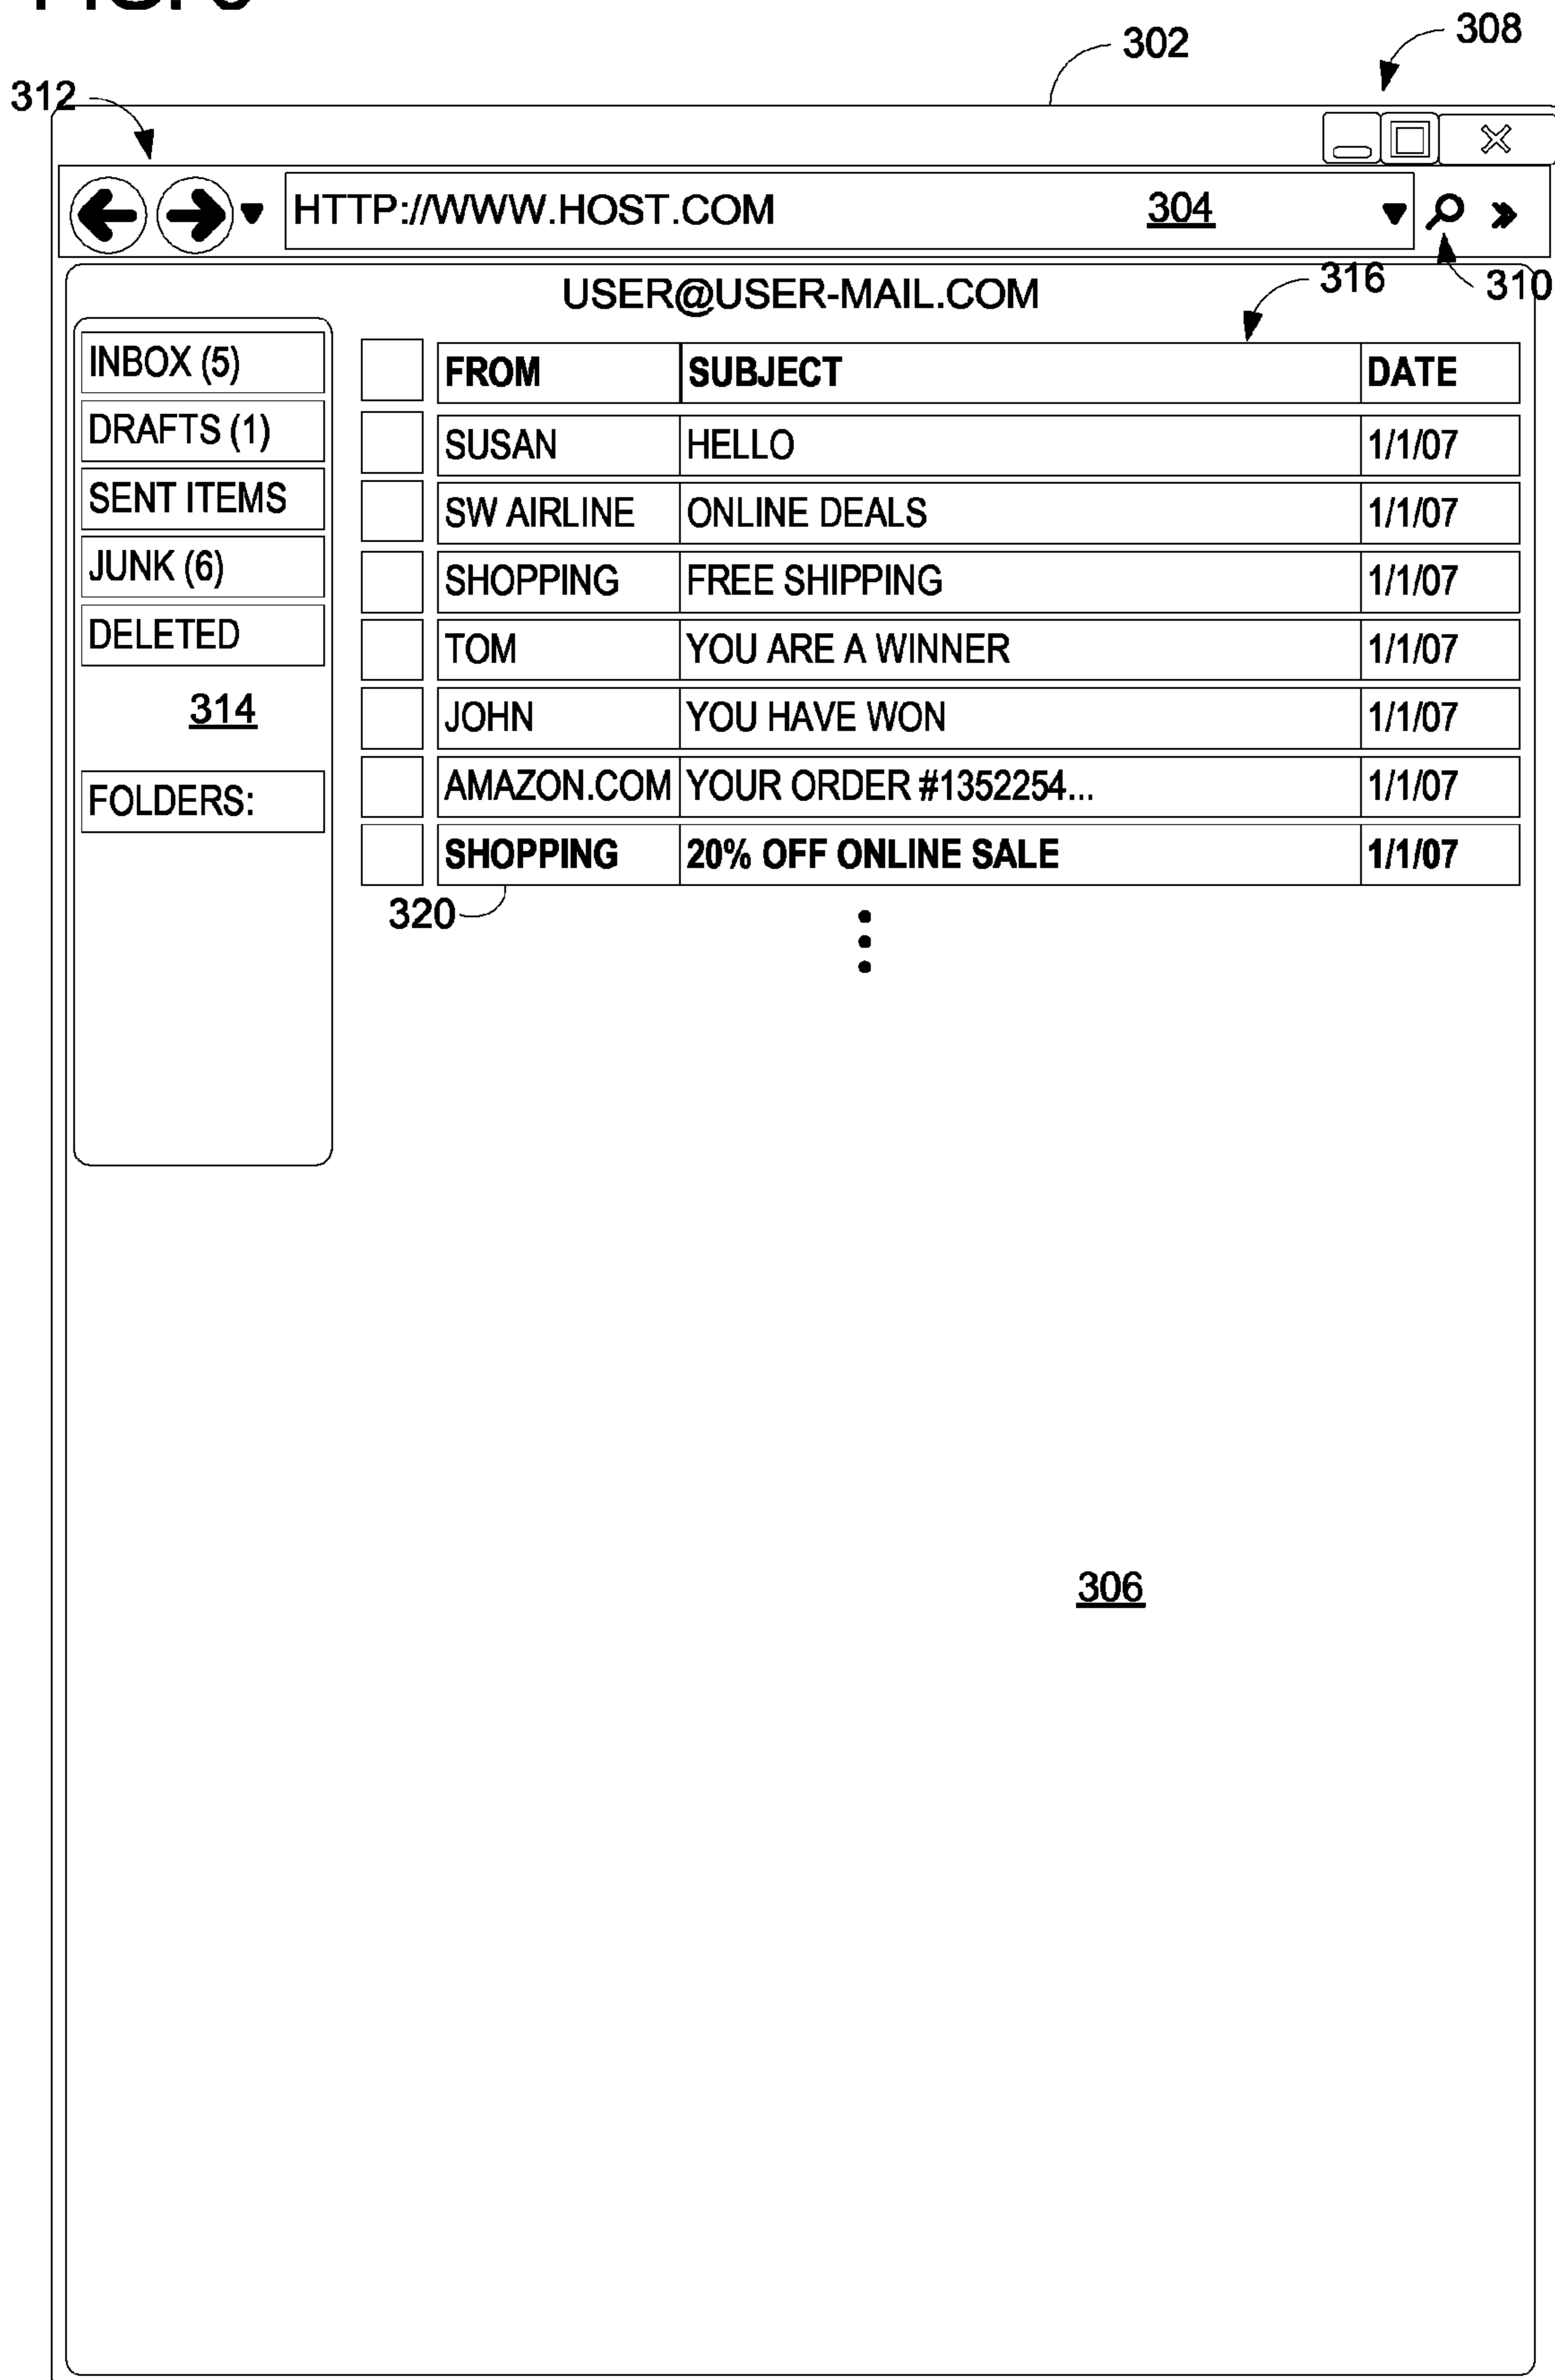 302
308
312
HTTP://WWW.HOST.COM 304
316
310
USER@USER-MAIL.COM
INBOX (5)
DRAFTS (1)
SENT ITEMS
JUNK (6)
DELETED
314
FOLDERS:
FROM SUBJECT DATE
SUSAN HELLO 1/1/07
SW AIRLINE ONLINE DEALS 1/1/07
SHOPPING FREE SHIPPING 1/1/07
TOM YOU ARE A WINNER 1/1/07
JOHN YOU HAVE WON 1/1/07
AMAZON.COM YOUR ORDER #1352254... 1/1/07
SHOPPING 20% OFF ONLINE SALE 1/1/07
320
306